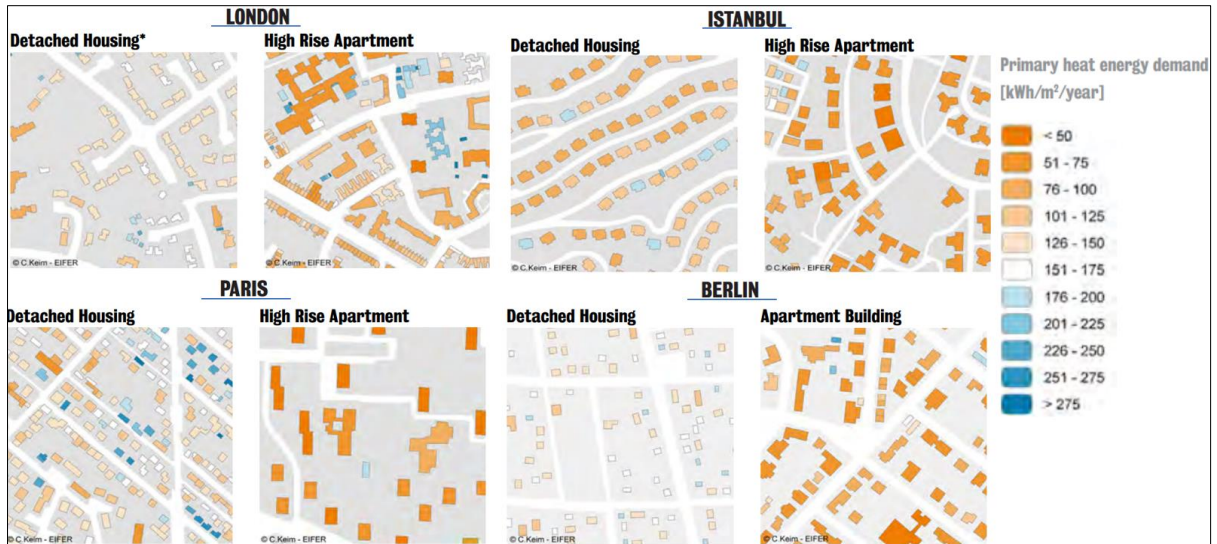 LONDON
ISTANBUL
Detached Housing*
High Rise Apartment
Detached Housing
High Rise Apartment
© C.Keim - EIFER
© C.Keim - EIFER
© C.Keim - EIFER
© C.Keim - EIFER
PARIS
BERLIN
Detached Housing
High Rise Apartment
Detached Housing
Apartment Building
© C.Keim - EIFER
© C.Keim - EIFER
© C.Keim - EIFER
© C.Keim - EIFER
Primary heat energy demand
[kWh/m²/year]
< 50
51 - 75
76 - 100
101 - 125
126 - 150
151 - 175
176 - 200
201 - 225
226 - 250
251 - 275
> 275